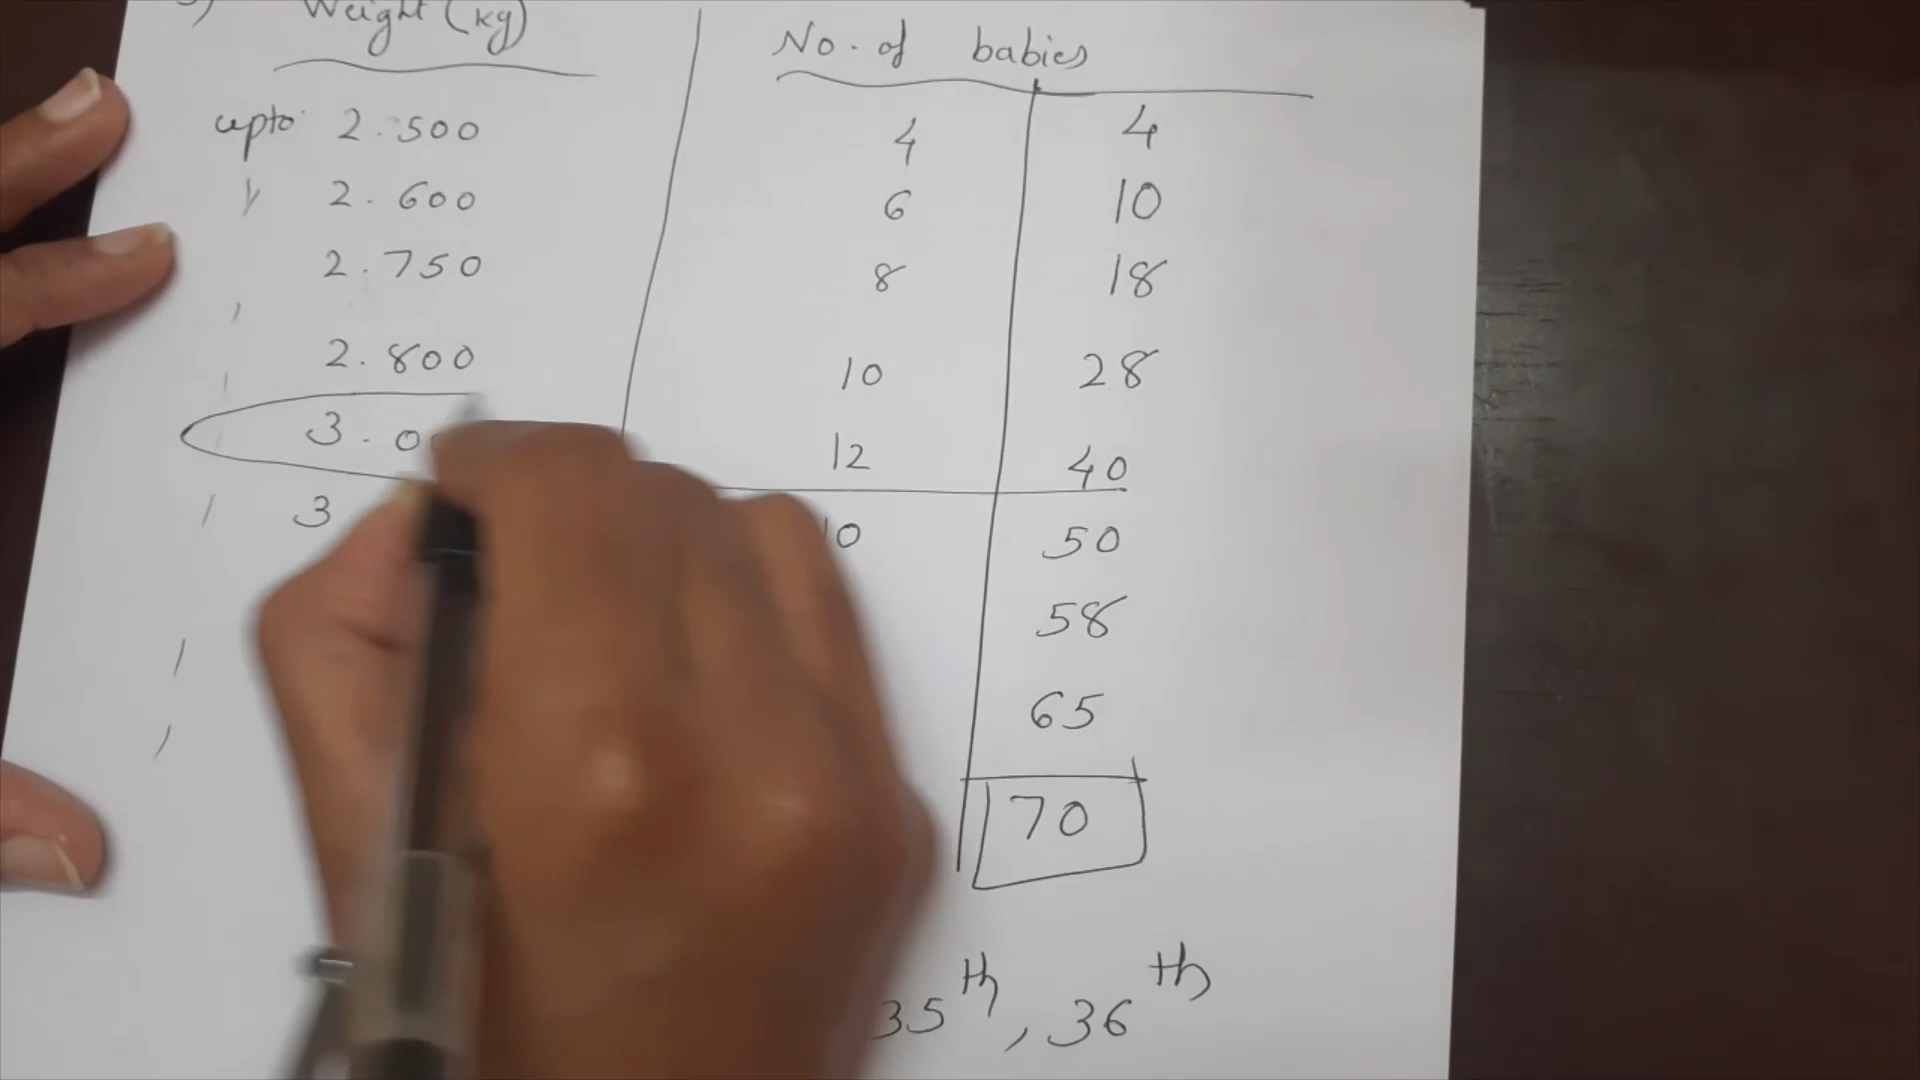 Weight (kg) No. of babies
upto 2.500 4 4
2.600 6 10
2.750 8 18
2.800 10 28
3.0 12 40
3 10 50
58
65
70
35th, 36th